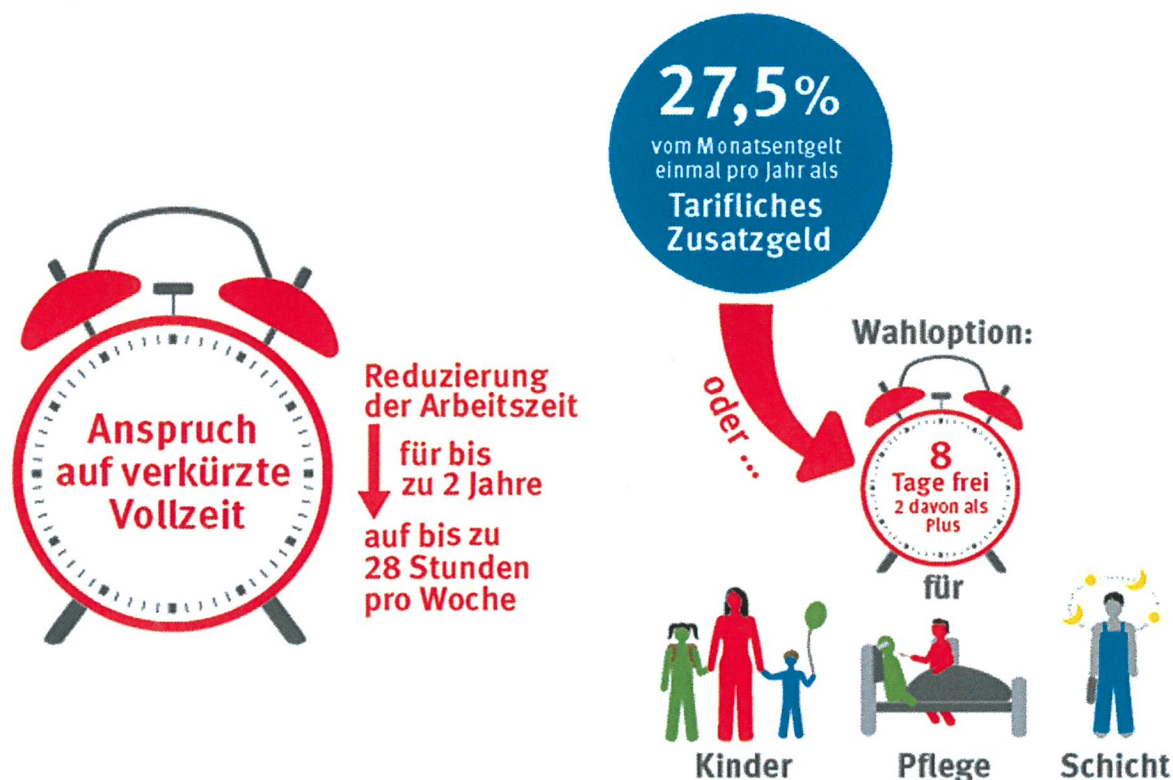 27,5%
vom Monatsentgelt
einmal pro Jahr als
Tarifliches
Zusatzgeld
Anspruch
auf verkürzte
Vollzeit
Reduzierung
der Arbeitszeit
für bis
zu 2 Jahre
auf bis zu
28 Stunden
pro Woche
oder ...
Wahloption:
8
Tage frei
2 davon als
Plus
für
Kinder
Pflege
Schicht